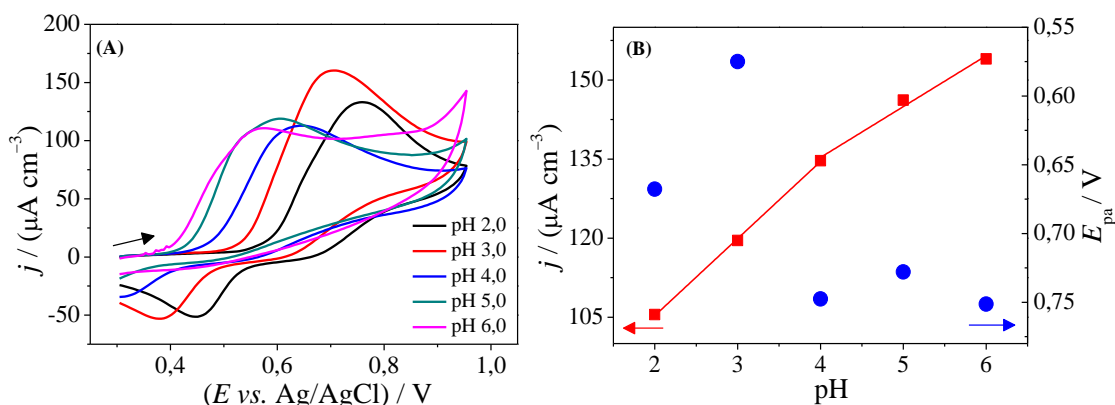 (A)
200
150
100
50
0
-50
j / (µA cm⁻³)
0,4 0,6 0,8 1,0
(E vs. Ag/AgCl) / V
pH 2,0
pH 3,0
pH 4,0
pH 5,0
pH 6,0
(B)
150
135
120
105
j / (µA cm⁻³)
2 3 4 5 6
pH
0,55
0,60
0,65
0,70
0,75
Epa / V